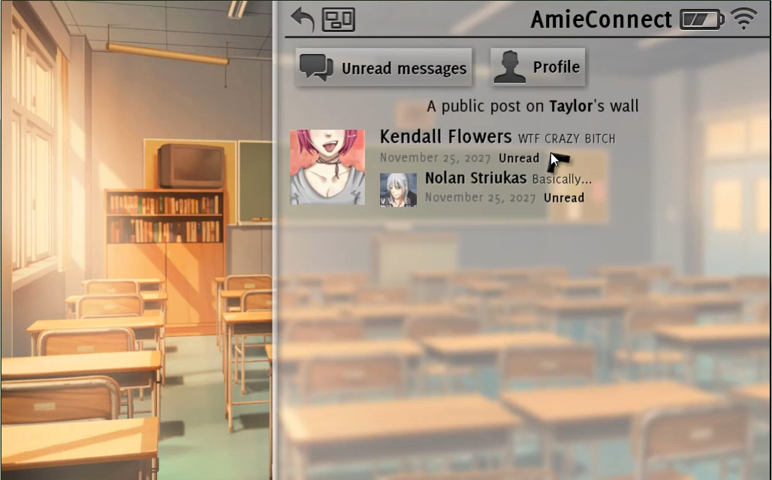 AmieConnect
Unread messages
Profile
A public post on Taylor's wall
Kendall Flowers WTF CRAZY BITCH
November 25, 2027 Unread
Nolan Striukas Basically...
November 25, 2027 Unread